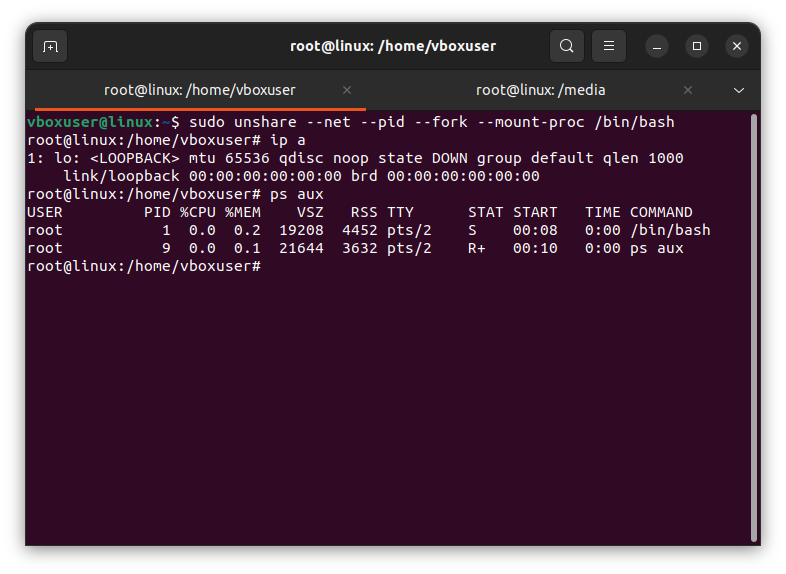 root@linux: /home/vboxuser
root@linux: /home/vboxuser root@linux: /media
vboxuser@linux:~$ sudo unshare --net --pid --fork --mount-proc /bin/bash
root@linux:/home/vboxuser# ip a
1: lo: <LOOPBACK> mtu 65536 qdisc noop state DOWN group default qlen 1000
    link/loopback 00:00:00:00:00:00 brd 00:00:00:00:00:00
root@linux:/home/vboxuser# ps aux
USER         PID %CPU %MEM    VSZ   RSS TTY      STAT START   TIME COMMAND
root           1  0.0  0.2  19208  4452 pts/2    S    00:08   0:00 /bin/bash
root           9  0.0  0.1  21644  3632 pts/2    R+   00:10   0:00 ps aux
root@linux:/home/vboxuser#